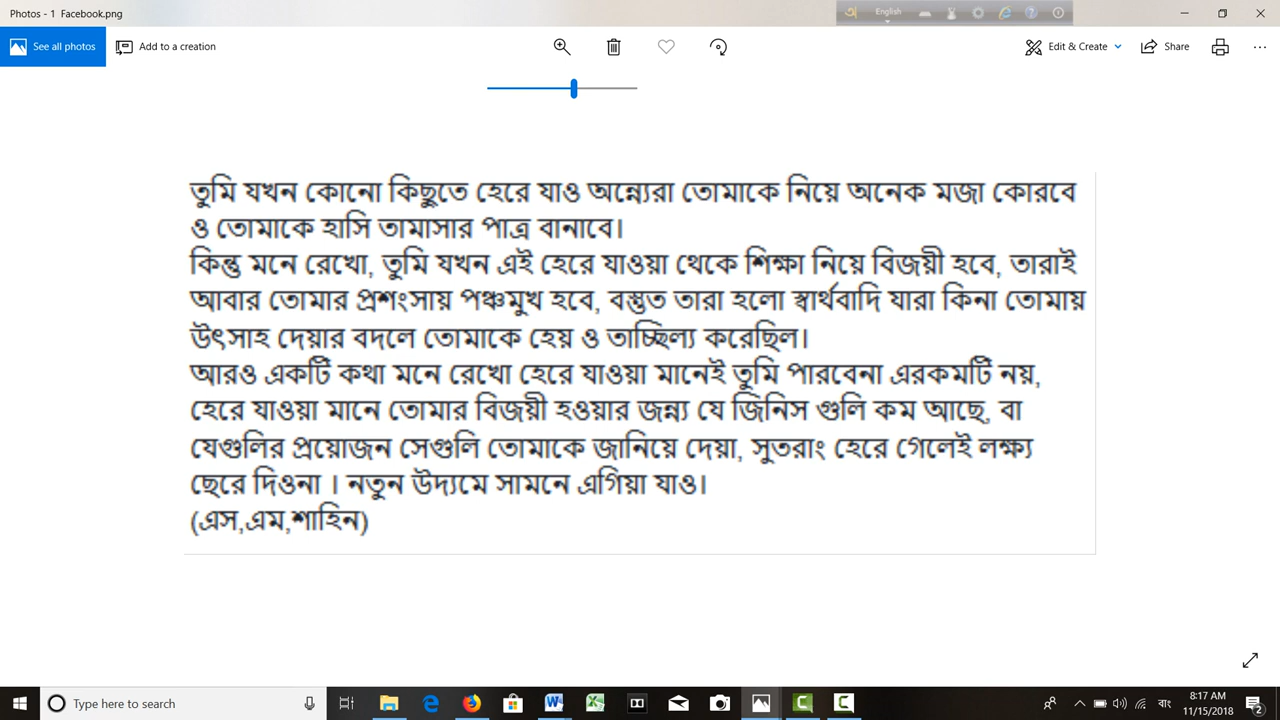 Photos - 1 Facebook.png
English
See all photos
Add to a creation
Edit & Create
Share
তুমি যখন কোনো কিছুতে হেরে যাও অন্ন্যেরা তোমাকে নিয়ে অনেক মজা কোরবে
ও তোমাকে হাসি তামাসার পাত্র বানাবে।
কিন্তু মনে রেখো, তুমি যখন এই হেরে যাওয়া থেকে শিক্ষা নিয়ে বিজয়ী হবে, তারাই
আবার তোমার প্রশংসায় পঞ্চমুখ হবে, বস্তুত তারা হলো স্বার্থবাদি যারা কিনা তোমায়
উৎসাহ দেয়ার বদলে তোমাকে হেয় ও তাচ্ছিল্য করেছিল।
আরও একটি কথা মনে রেখো হেরে যাওয়া মানেই তুমি পারবেনা এরকমটি নয়,
হেরে যাওয়া মানে তোমার বিজয়ী হওয়ার জন্ন্য যে জিনিস গুলি কম আছে, বা
যেগুলির প্রয়োজন সেগুলি তোমাকে জানিয়ে দেয়া, সুতরাং হেরে গেলেই লক্ষ্য
ছেরে দিওনা । নতুন উদ্যমে সামনে এগিয়া যাও।
(এস,এম,শাহিন)
Type here to search
বাং
8:17 AM
11/15/2018
2